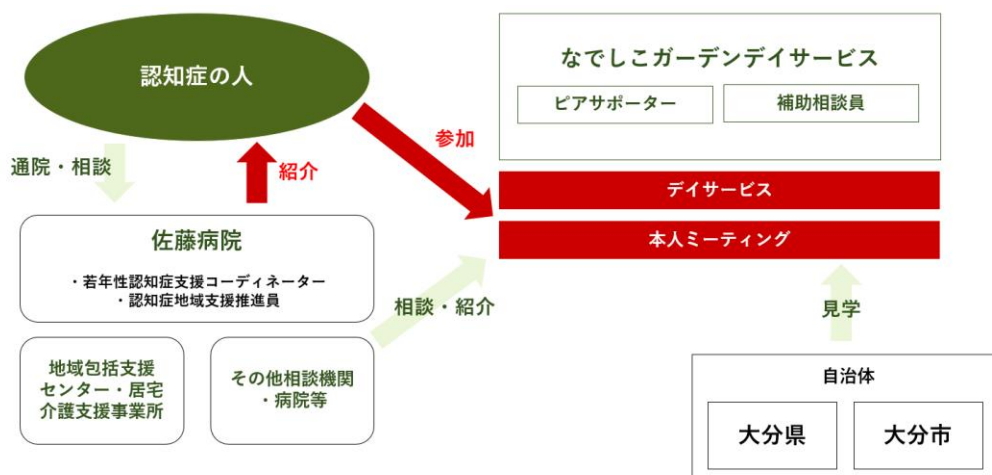 認知症の人
通院・相談
紹介
参加
佐藤病院
・若年性認知症支援コーディネーター
・認知症地域支援推進員
地域包括支援
センター・居宅
介護支援事業所
その他相談機関
・病院等
相談・紹介
なでしこガーデンデイサービス
ピアサポーター
補助相談員
デイサービス
本人ミーティング
見学
自治体
大分県
大分市